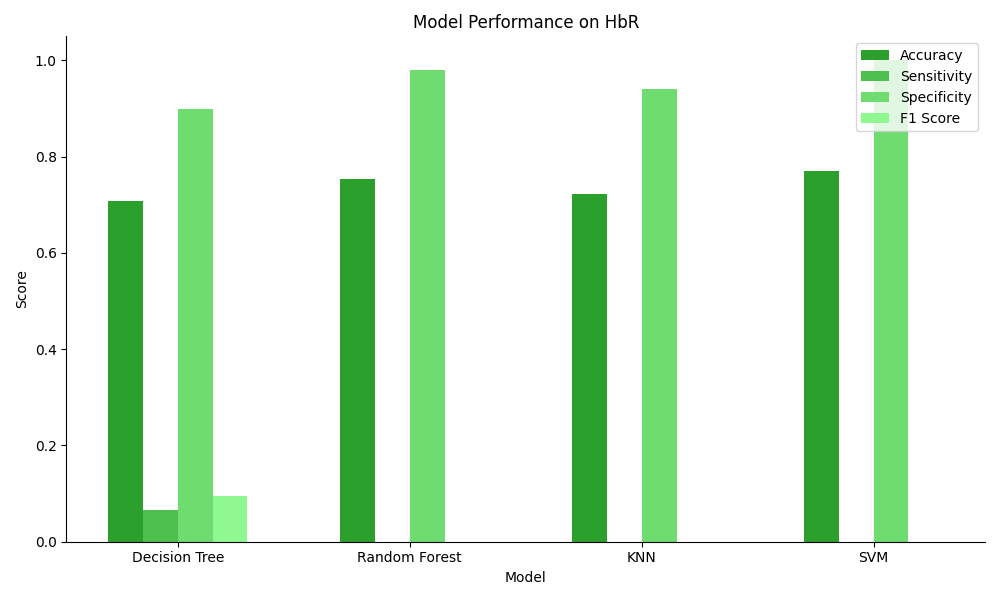 Model Performance on HbR
Accuracy
Sensitivity
Specificity
F1 Score
1.0
0.8
0.6
0.4
0.2
0.0
Score
Decision Tree
Random Forest
KNN
SVM
Model